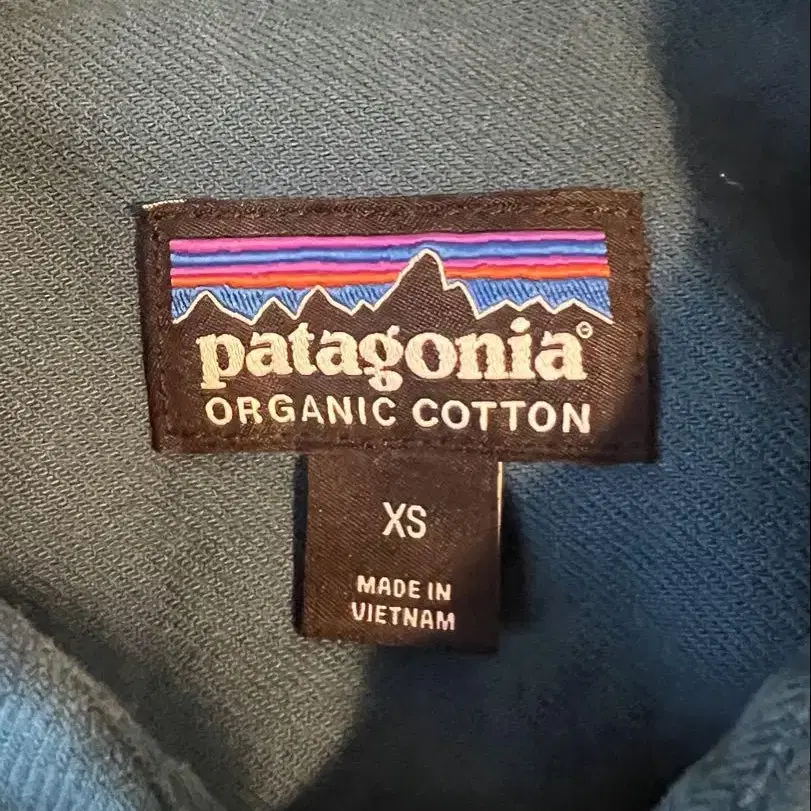 patagonia®
ORGANIC COTTON
XS
MADE IN
VIETNAM